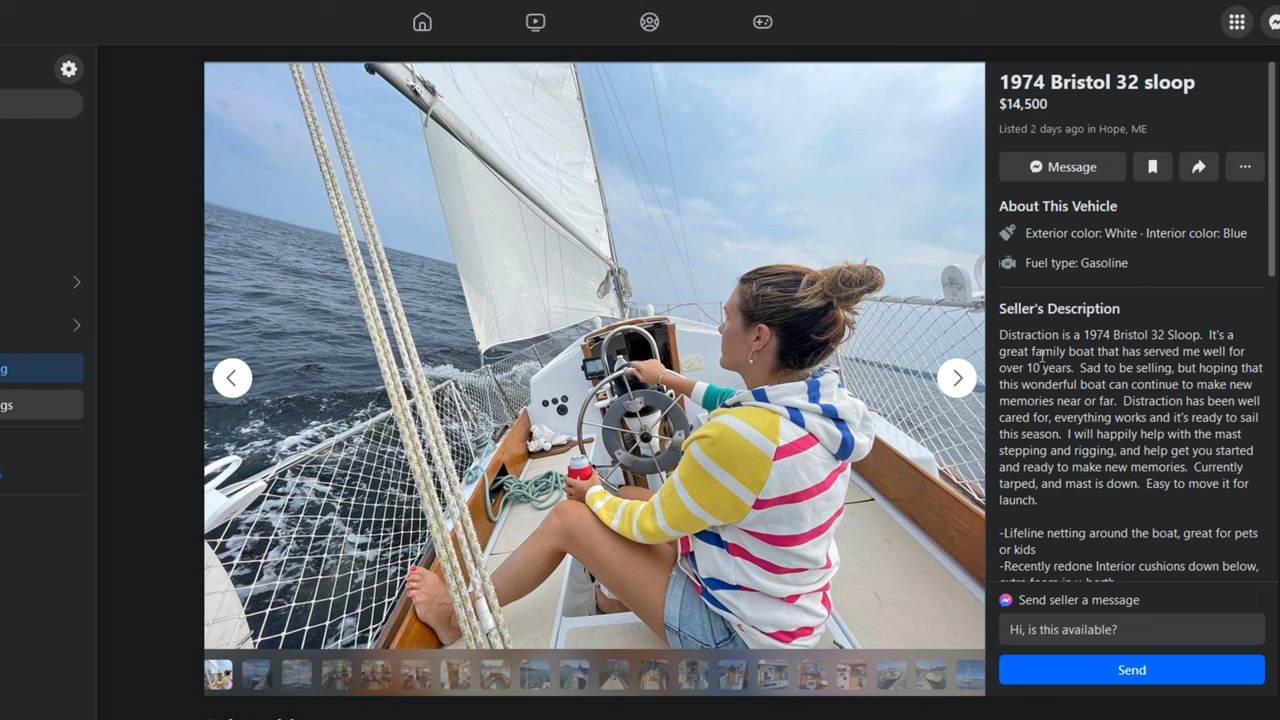 g
gs
s
1974 Bristol 32 sloop
$14,500
Listed 2 days ago in Hope, ME
Message
About This Vehicle
Exterior color: White · Interior color: Blue
Fuel type: Gasoline
Seller's Description
Distraction is a 1974 Bristol 32 Sloop. It's a
great family boat that has served me well for
over 10 years. Sad to be selling, but hoping that
this wonderful boat can continue to make new
memories near or far. Distraction has been well
cared for, everything works and it's ready to sail
this season. I will happily help with the mast
stepping and rigging, and help get you started
and ready to make new memories. Currently
tarped, and mast is down. Easy to move it for
launch.
-Lifeline netting around the boat, great for pets
or kids
-Recently redone Interior cushions down below,
Send seller a message
Hi, is this available?
Send